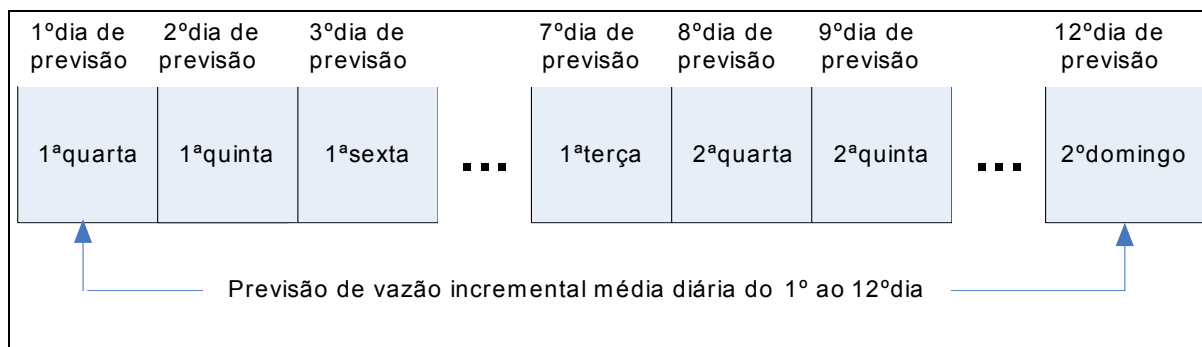 1ºdia de previsão 2ºdia de previsão 3ºdia de previsão 7ºdia de previsão 8ºdia de previsão 9ºdia de previsão 12ºdia de previsão
1ªquarta 1ªquinta 1ªsexta ... 1ªterça 2ªquarta 2ªquinta ... 2ºdomingo
Previsão de vazão incremental média diária do 1º ao 12ºdia